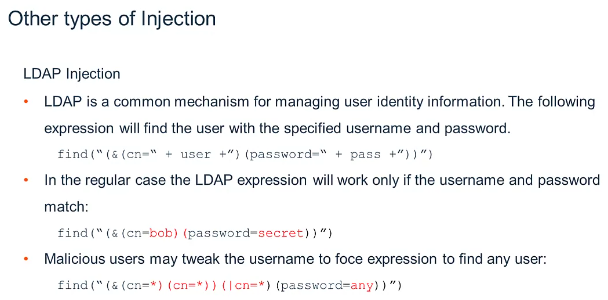 Other types of Injection
LDAP Injection
• LDAP is a common mechanism for managing user identity information. The following
expression will find the user with the specified username and password.
find(“(&(cn=“ + user +”)(password=“ + pass +”))”)
• In the regular case the LDAP expression will work only if the username and password
match:
find(“(&(cn=bob)(password=secret))”)
• Malicious users may tweak the username to foce expression to find any user:
find(“(&(cn=*)(cn=*))(|cn=*)(password=any))”)